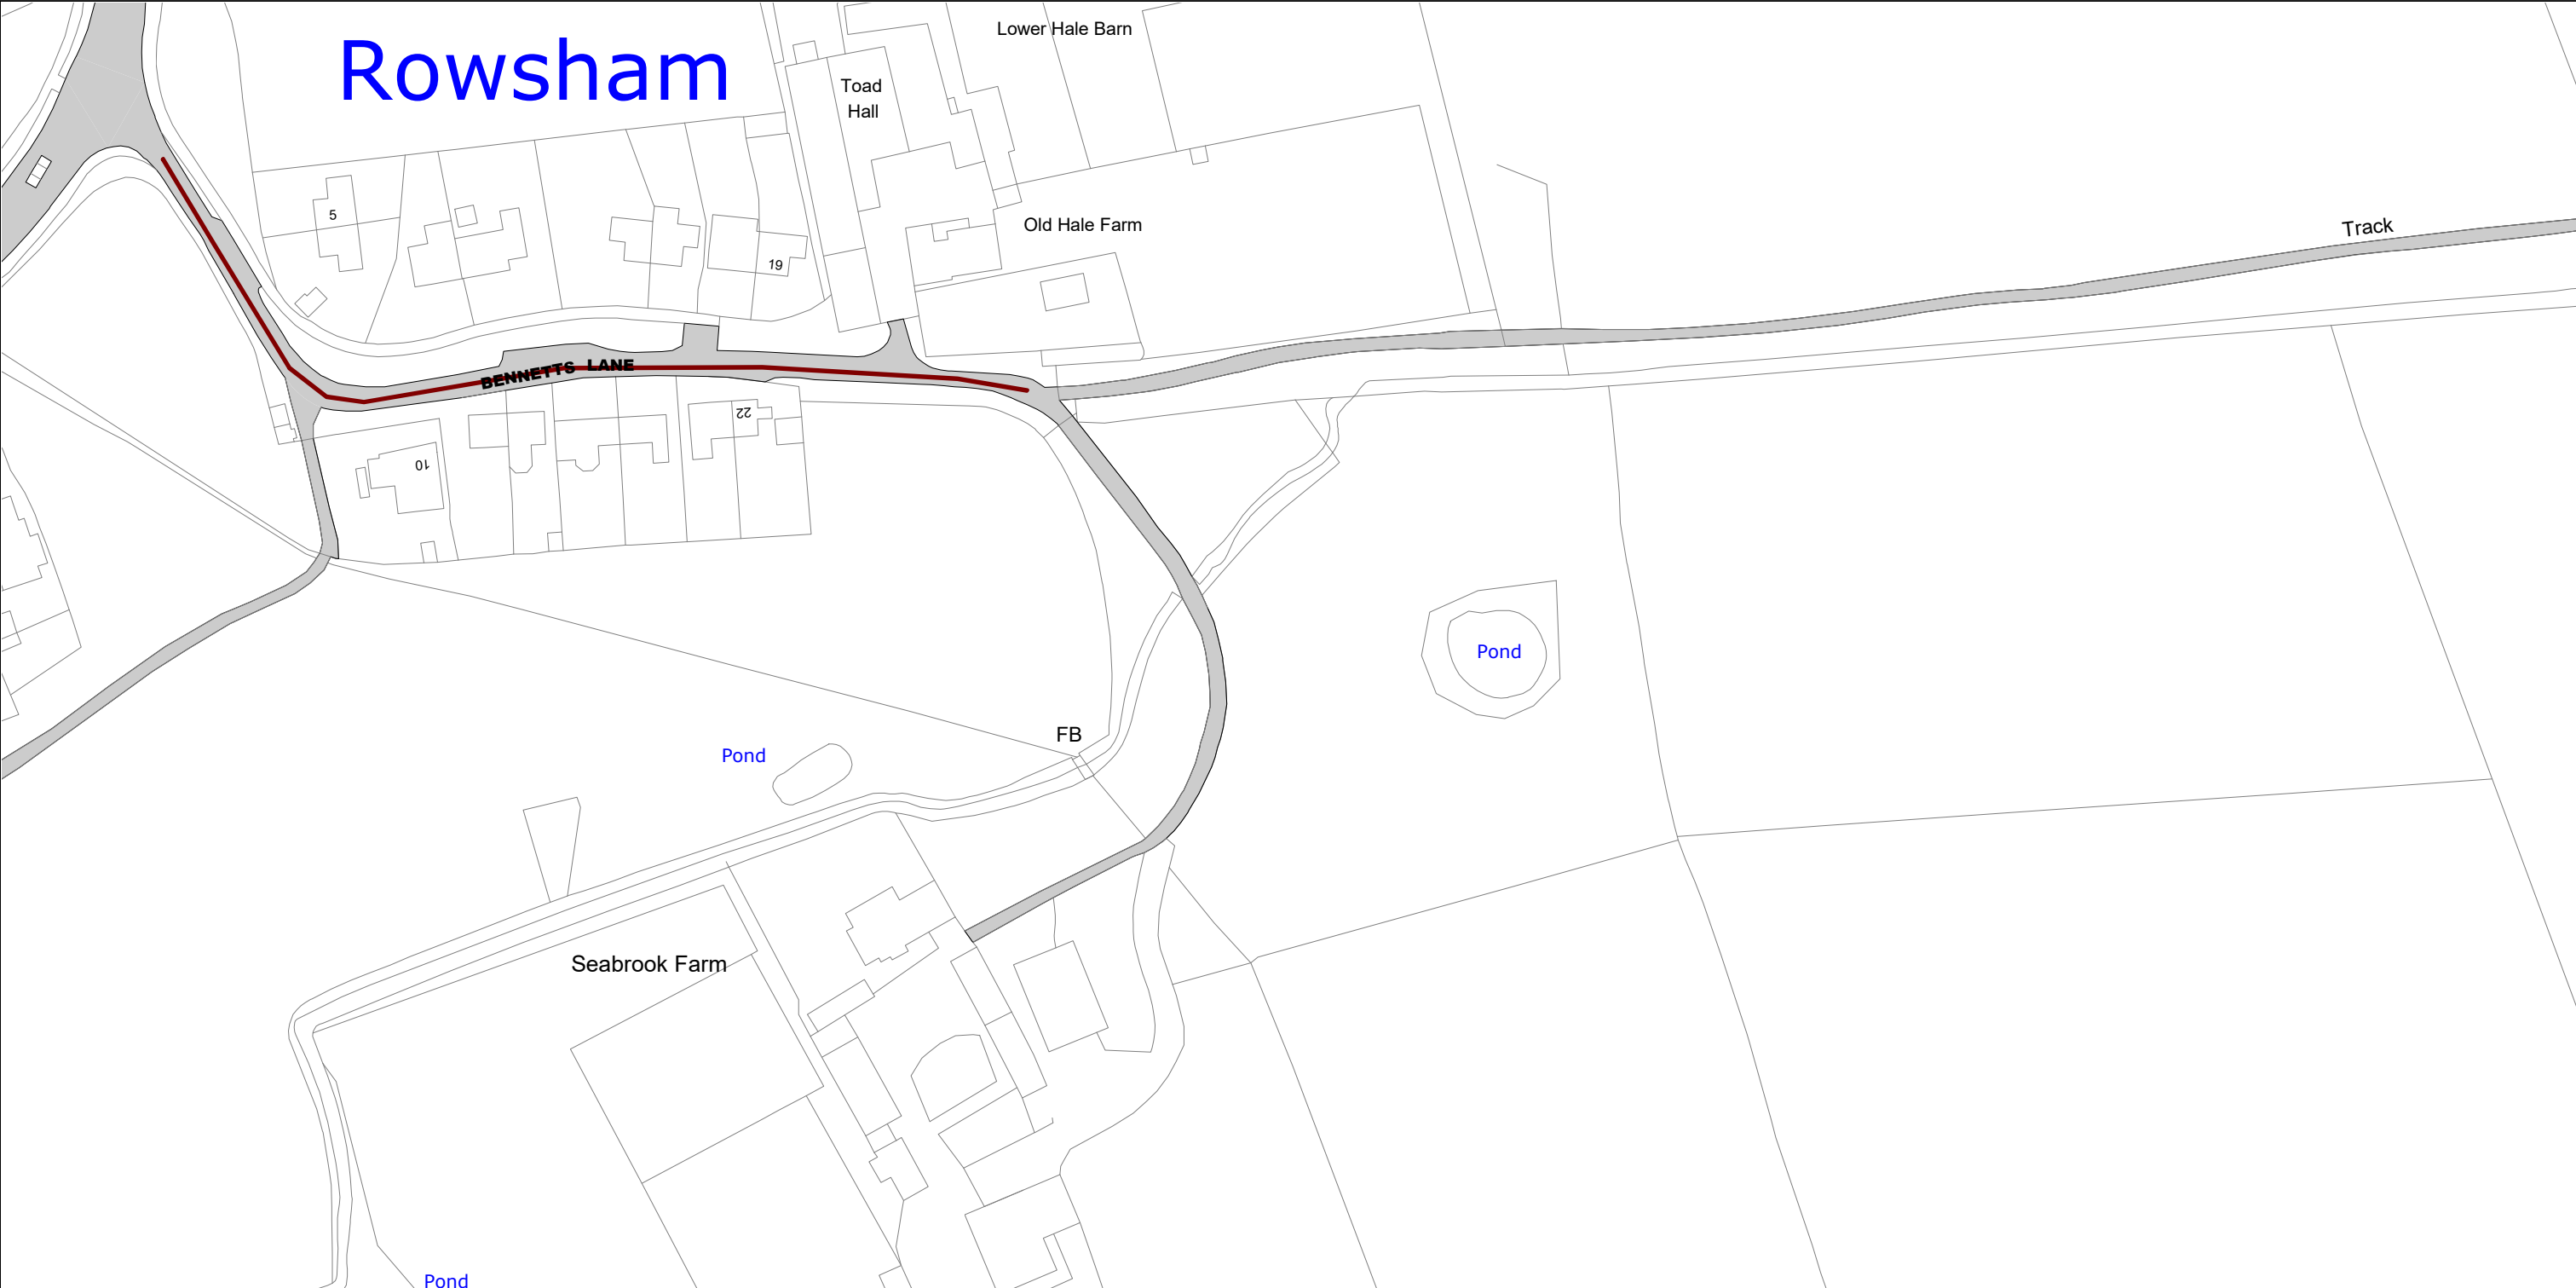 Lower Hale Barn
Rowsham
Toad
Hall
5
Old Hale Farm
Track
19
BENNETTS LANE
22
10
Pond
FB
Pond
Seabrook Farm
Pond